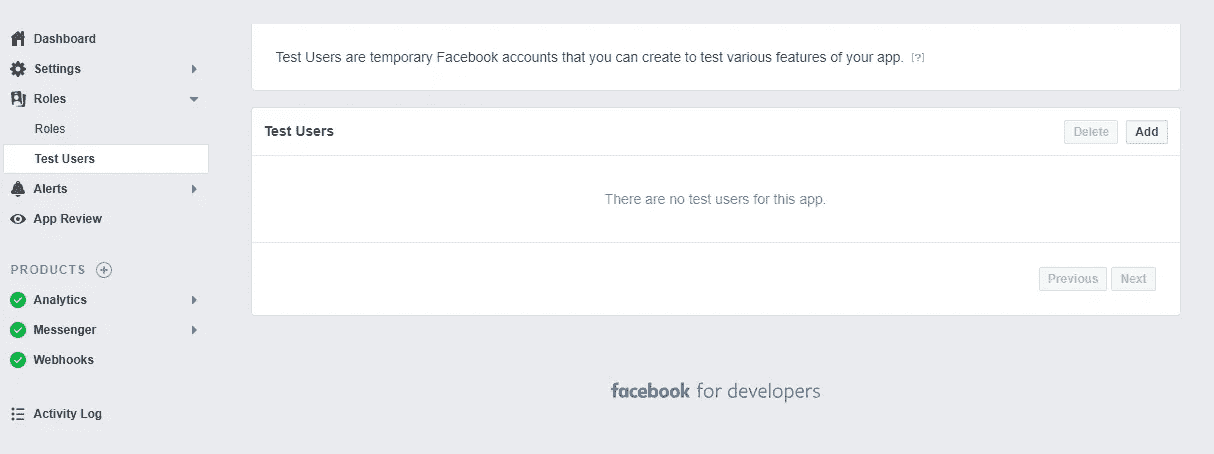 Dashboard
Settings
Roles
Roles
Test Users
Alerts
App Review
PRODUCTS
Analytics
Messenger
Webhooks
Activity Log
Test Users are temporary Facebook accounts that you can create to test various features of your app. [?]
Test Users
Delete Add
There are no test users for this app.
Previous Next
facebook for developers